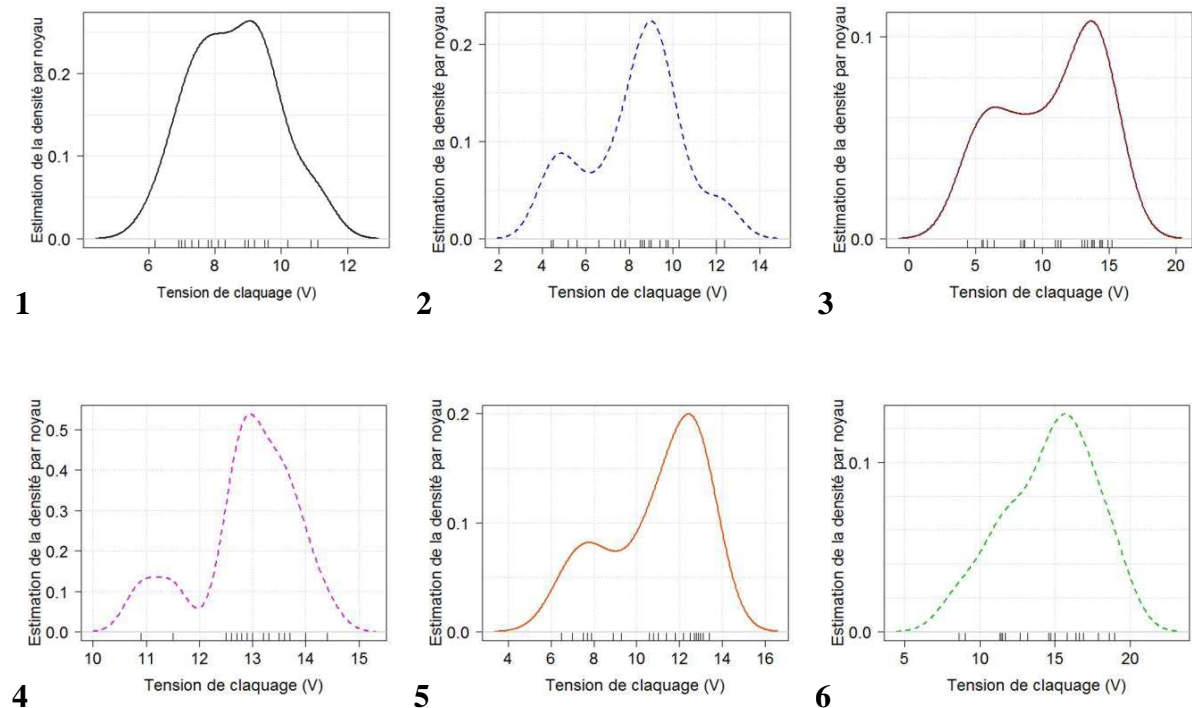 Estimation de la densité par noyau
0.2
0.1
0.0
6 8 10 12
Tension de claquage (V)
1
Estimation de la densité par noyau
0.2
0.1
0.0
2 4 6 8 10 12 14
Tension de claquage (V)
2
Estimation de la densité par noyau
0.1
0.0
0 5 10 15 20
Tension de claquage (V)
3
Estimation de la densité par noyau
0.5
0.4
0.3
0.2
0.1
0.0
10 11 12 13 14 15
Tension de claquage (V)
4
Estimation de la densité par noyau
0.2
0.1
0.0
4 6 8 10 12 14 16
Tension de claquage (V)
5
Estimation de la densité par noyau
0.1
0.0
5 10 15 20
Tension de claquage (V)
6